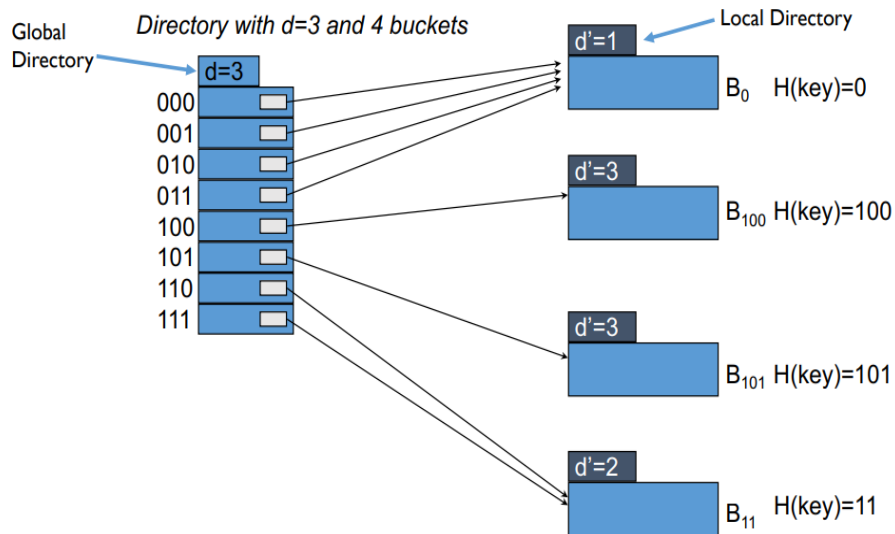 Directory with d=3 and 4 buckets
Global
Directory
Local Directory
d=3
000
001
010
011
100
101
110
111
d'=1
B₀ H(key)=0
d'=3
B₁₀₀ H(key)=100
d'=3
B₁₀₁ H(key)=101
d'=2
B₁₁ H(key)=11